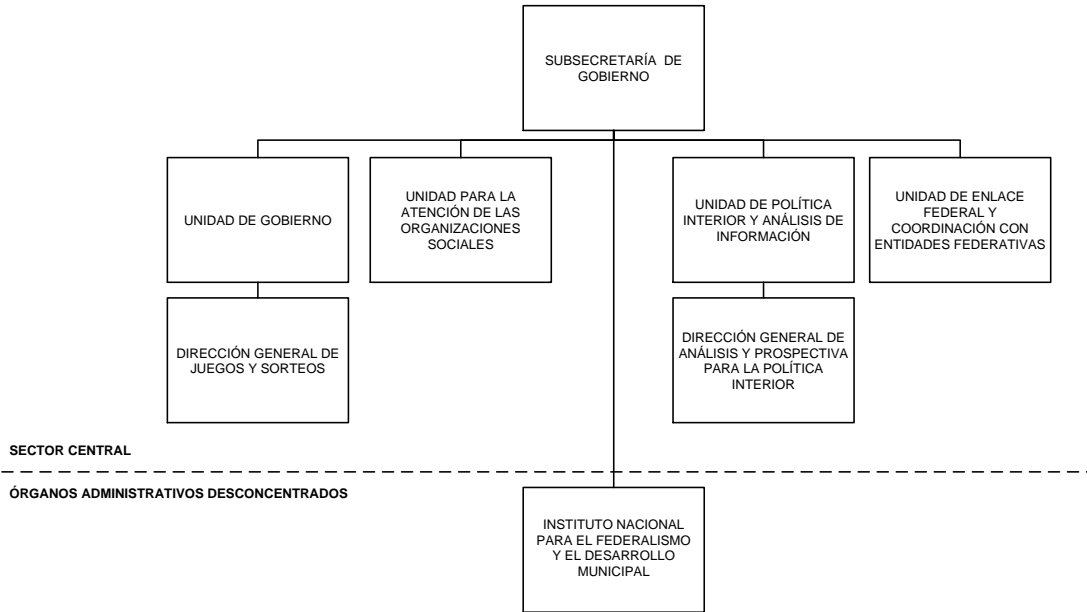 SUBSECRETARÍA DE
GOBIERNO
UNIDAD DE GOBIERNO
UNIDAD PARA LA
ATENCIÓN DE LAS
ORGANIZACIONES
SOCIALES
UNIDAD DE POLÍTICA
INTERIOR Y ANÁLISIS DE
INFORMACIÓN
UNIDAD DE ENLACE
FEDERAL Y
COORDINACIÓN CON
ENTIDADES FEDERATIVAS
DIRECCIÓN GENERAL DE
JUEGOS Y SORTEOS
DIRECCIÓN GENERAL DE
ANÁLISIS Y PROSPECTIVA
PARA LA POLÍTICA
INTERIOR
SECTOR CENTRAL
ÓRGANOS ADMINISTRATIVOS DESCONCENTRADOS
INSTITUTO NACIONAL
PARA EL FEDERALISMO
Y EL DESARROLLO
MUNICIPAL